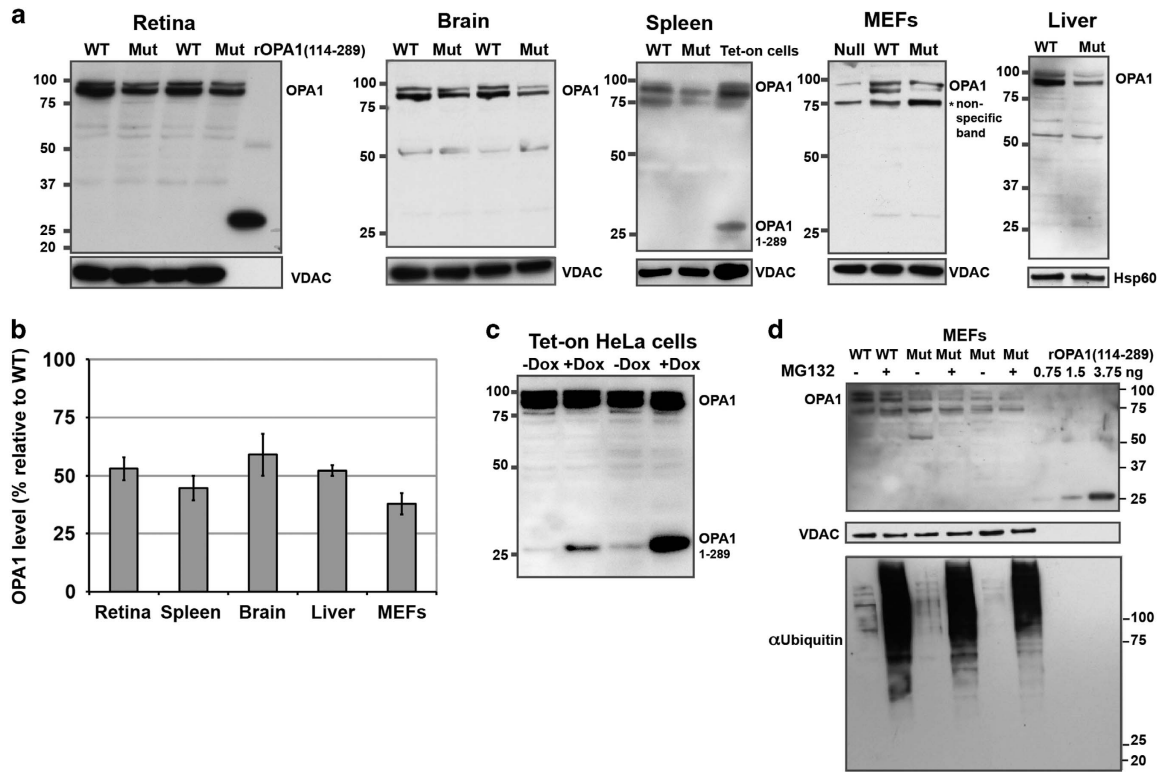 a
Retina
WT Mut WT Mut rOPA1(114-289)
100
75
50
37
25
20
OPA1
VDAC
Brain
WT Mut WT Mut
100
75
50
25
OPA1
VDAC
Spleen
WT Mut Tet-on cells
100
75
50
25
OPA1
OPA1
1-289
VDAC
MEFs
Null WT Mut
100
75
50
25
OPA1
* non-
specific
band
VDAC
Liver
WT Mut
100
75
50
37
25
OPA1
Hsp60
b
OPA1 level (% relative to WT)
100
75
50
25
0
Retina Spleen Brain Liver MEFs
c
Tet-on HeLa cells
-Dox +Dox -Dox +Dox
100
75
50
25
OPA1
OPA1
1-289
d
MEFs
WT WT Mut Mut Mut Mut rOPA1(114-289)
MG132 - + - + - + 0.75 1.5 3.75 ng
OPA1
100
75
50
37
25
VDAC
αUbiquitin
100
75
25
20